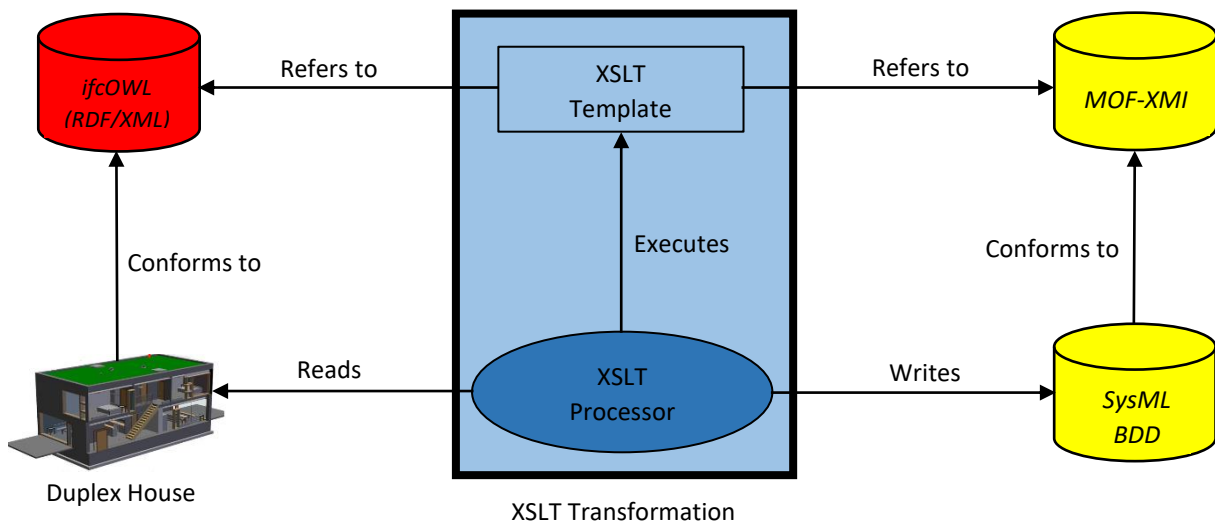 ifcOWL
(RDF/XML)
Refers to
XSLT
Template
Refers to
MOF-XMI
Conforms to
Executes
Conforms to
Reads
XSLT
Processor
Writes
SysML
BDD
Duplex House
XSLT Transformation